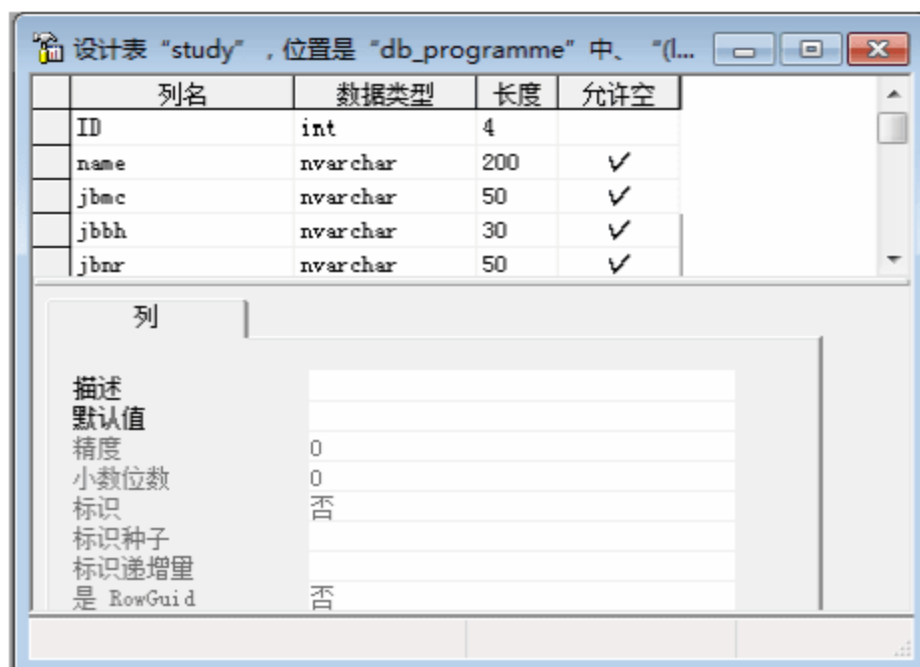 设计表“study”,位置是“db_programme”中、“(l...
列名 数据类型 长度 允许空
ID int 4
name nvarchar 200
jbmc nvarchar 50
jbbh nvarchar 30
jbnr nvarchar 50
列
描述
默认值
精度 0
小数位数 0
标识 否
标识种子
标识递增量
是 RowGuid 否